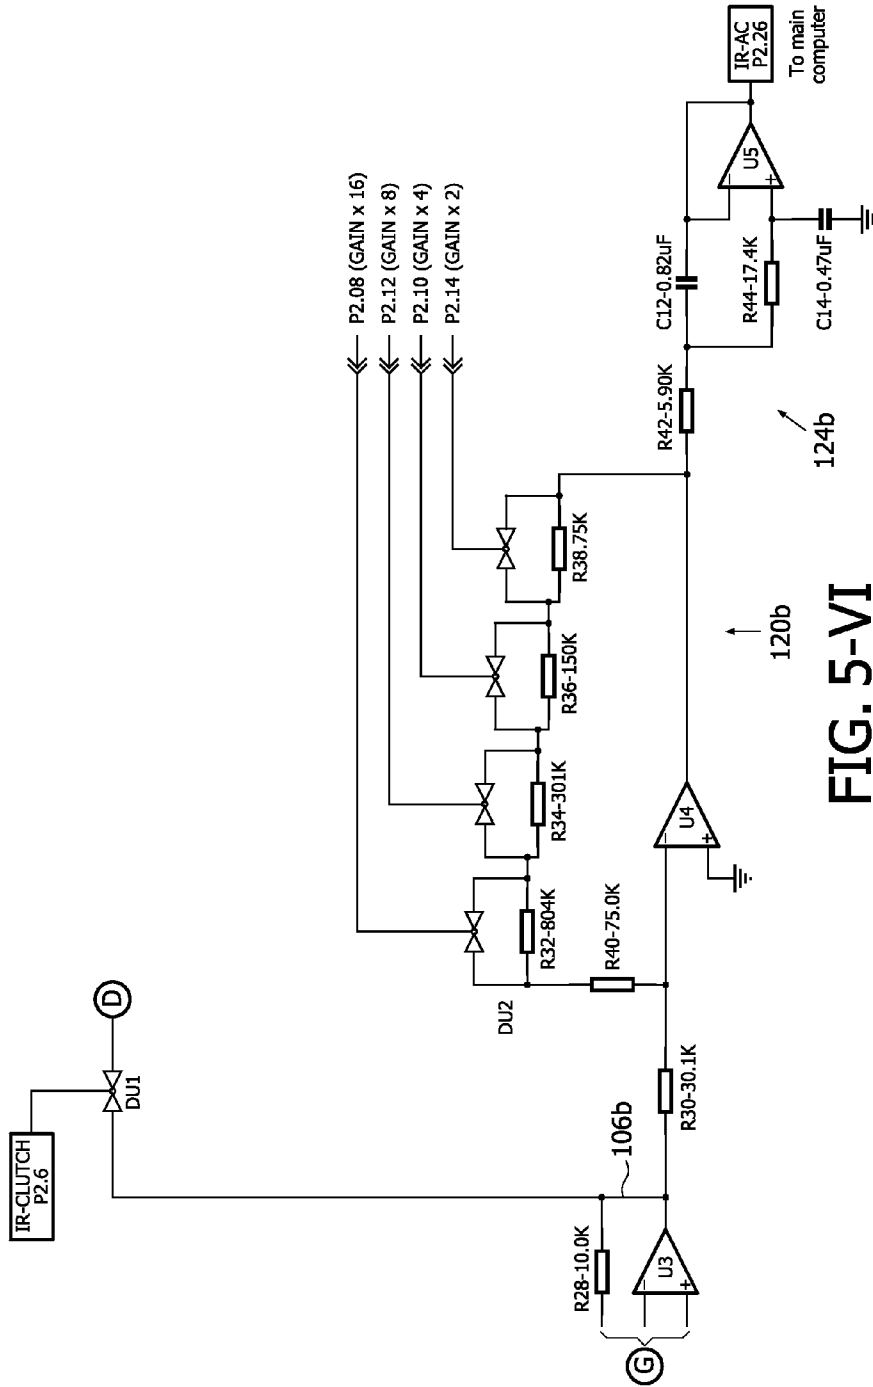 IR-CLUTCH
P2.6
DU1
D
P2.08 (GAIN x 16)
P2.12 (GAIN x 8)
P2.10 (GAIN x 4)
P2.14 (GAIN x 2)
DU2
R32-804K
R34-301K
R36-150K
R38.75K
R40-75.0K
R28-10.0K
106b
R30-30.1K
G
U3
−
+
U4
−
+
R42-5.90K
C12-0.82uF
R44-17.4K
C14-0.47uF
U5
−
+
IR-AC
P2.26
To main
computer
120b
124b
FIG. 5-VI